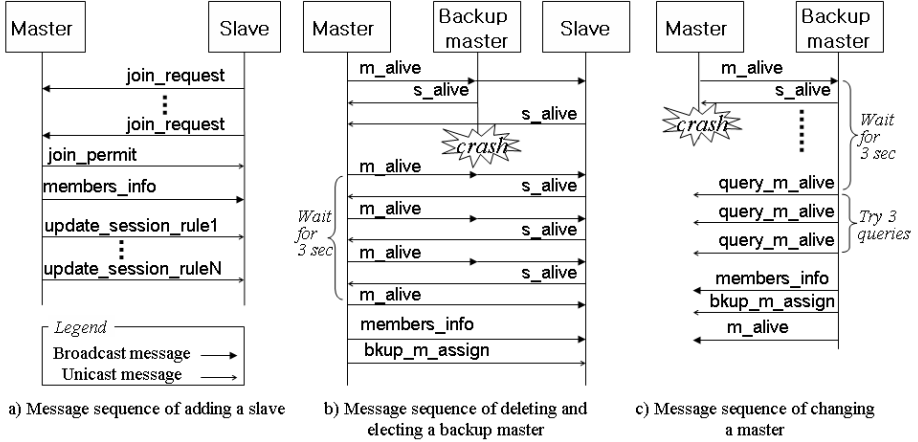 Master
Slave
join_request
join_request
join_permit
members_info
update_session_rule1
update_session_ruleN
Legend
Broadcast message
Unicast message
a) Message sequence of adding a slave
Master
Backup
master
Slave
m_alive
s_alive
s_alive
crash
m_alive
s_alive
m_alive
s_alive
m_alive
s_alive
m_alive
Wait
for
3 sec
members_info
bkup_m_assign
b) Message sequence of deleting and
electing a backup master
Master
Backup
master
m_alive
s_alive
crash
Wait
for
3 sec
query_m_alive
query_m_alive
query_m_alive
Try 3
queries
members_info
bkup_m_assign
m_alive
c) Message sequence of changing
a master